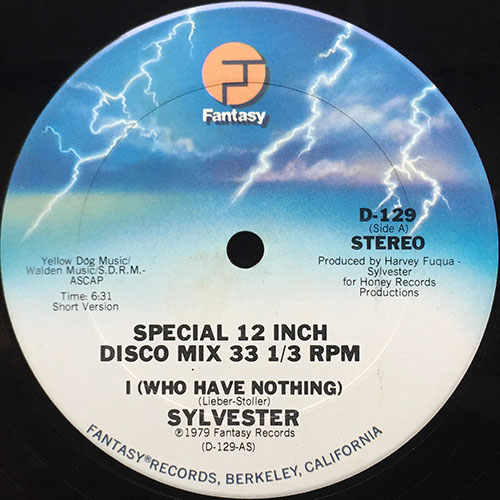 Fantasy
D-129
(Side A)
STEREO
Yellow Dog Music/
Walden Music/S.D.R.M.-
ASCAP
Time: 6:31
Short Version
Produced by Harvey Fuqua -
Sylvester
for Honey Records
Productions
SPECIAL 12 INCH
DISCO MIX 33 1/3 RPM
I (WHO HAVE NOTHING)
(Lieber-Stoller)
SYLVESTER
℗1979 Fantasy Records
(D-129-AS)
FANTASY®RECORDS, BERKELEY, CALIFORNIA